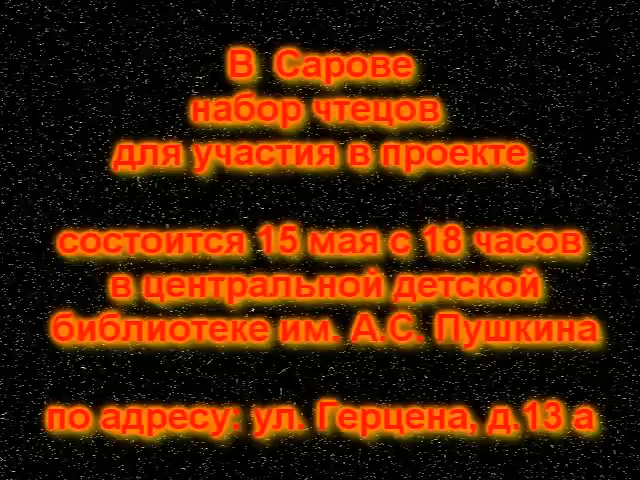 В Сарове
набор чтецов
для участия в проекте
состоится 15 мая с 18 часов
в центральной детской
библиотеке им. А.С. Пушкина
по адресу: ул. Герцена, д.13 а